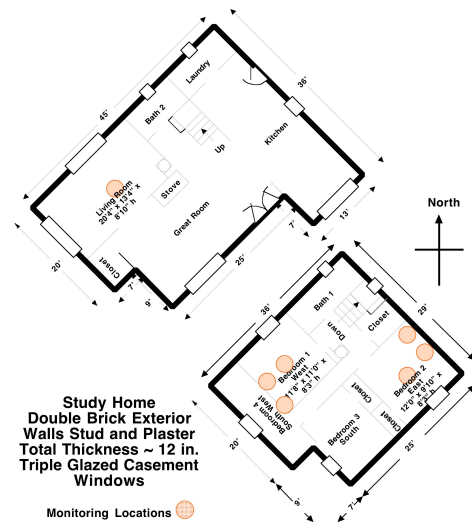 Laundry
45'
36'
Bath 2
Kitchen
Up
Living Room
20'4" x 13'4" x
8'10" h
Stove
Great Room
13'
North
20'
Closet
7'
25'
7'
9'
36'
Bath 1
29'
Closet
Down
Bedroom 1
West
11'8" x 11'0" x
8'3" h
Bedroom 2
East
12'0" x 9'10" x
8'3" h
Closet
Closet
Bedroom 4
South West
Bedroom 3
South
20'
25'
9'
7'
Study Home
Double Brick Exterior
Walls Stud and Plaster
Total Thickness ~ 12 in.
Triple Glazed Casement
Windows
Monitoring Locations